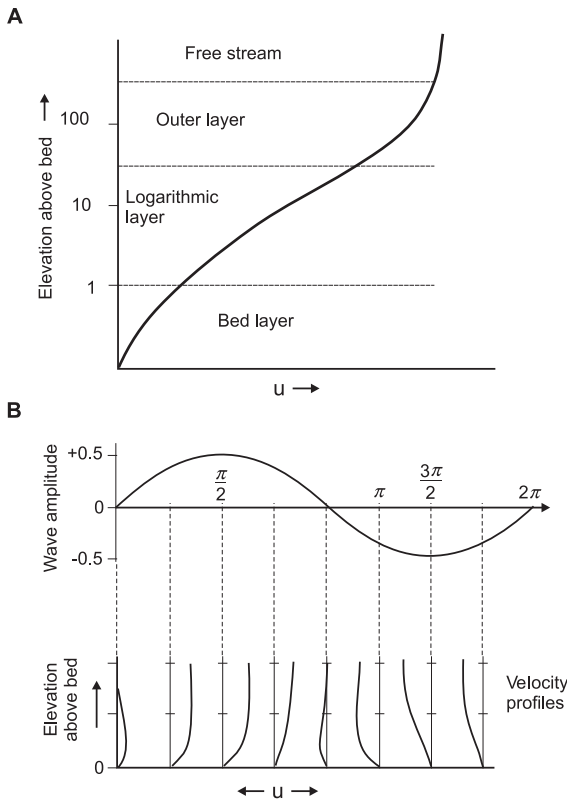 A
Free stream
Outer layer
100
Logarithmic
layer
10
1
Bed layer
Elevation above bed
u
B
Wave amplitude
+0.5
0
-0.5
π/2
π
3π/2
2π
Elevation
above bed
0
Velocity
profiles
u